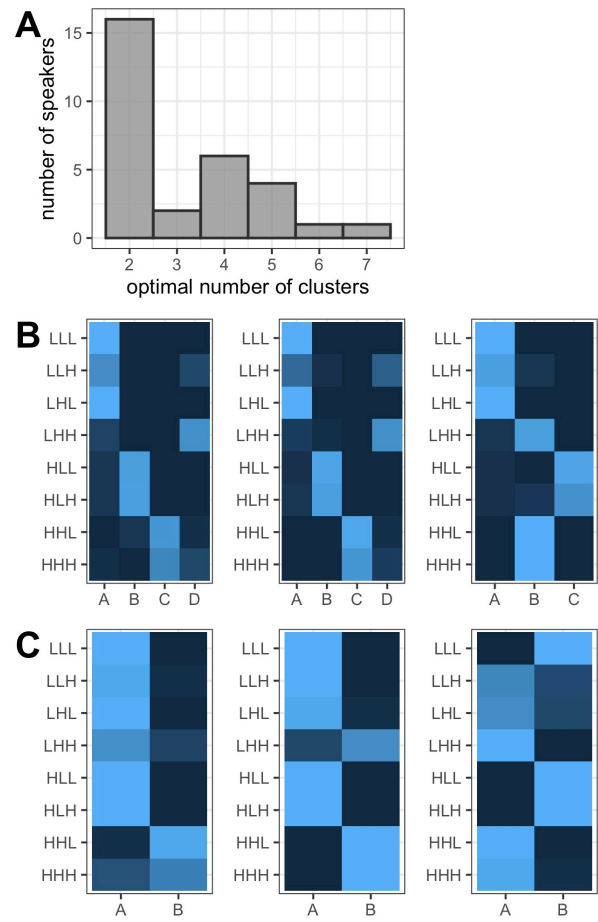 A
number of speakers
15
10
5
0
2 3 4 5 6 7
optimal number of clusters
B
LLL LLL LLL
LLH LLH LLH
LHL LHL LHL
LHH LHH LHH
HLL HLL HLL
HLH HLH HLH
HHL HHL HHL
HHH HHH HHH
A B C D A B C D A B C
C
LLL LLL LLL
LLH LLH LLH
LHL LHL LHL
LHH LHH LHH
HLL HLL HLL
HLH HLH HLH
HHL HHL HHL
HHH HHH HHH
A B A B A B